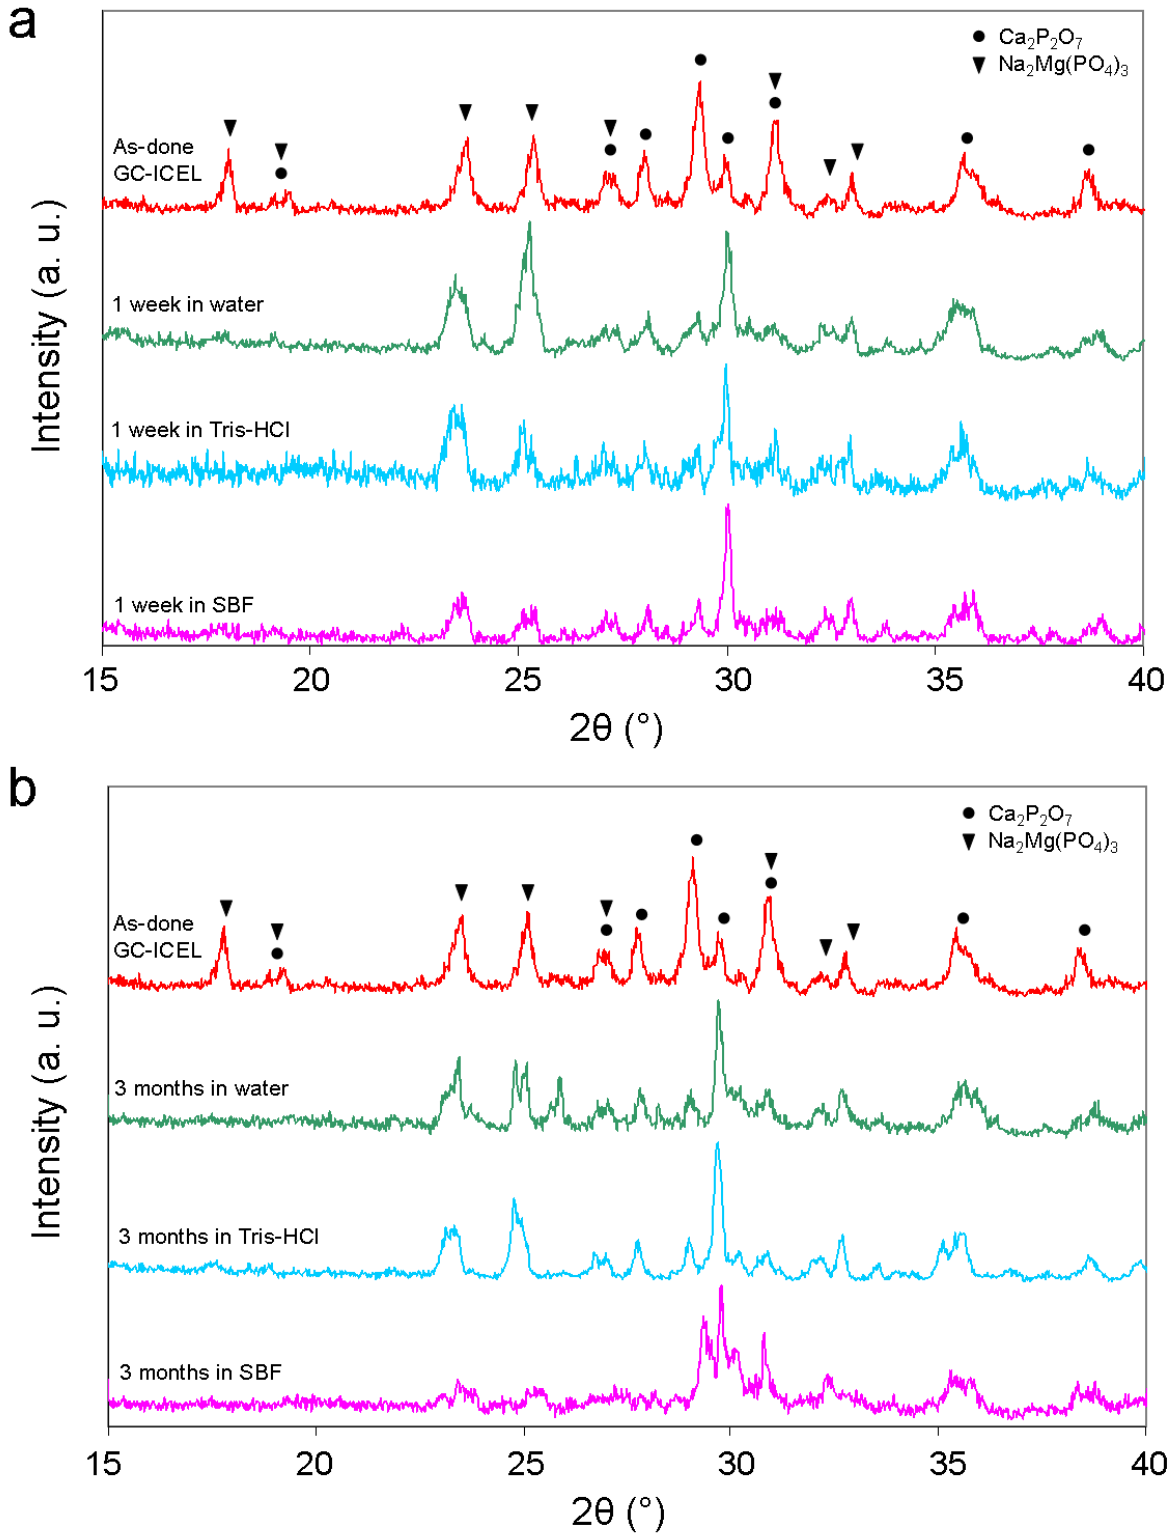 a
● Ca₂P₂O₇
▼ Na₂Mg(PO₄)₃
As-done
GC-ICEL
1 week in water
1 week in Tris-HCl
1 week in SBF
Intensity (a. u.)
15 20 25 30 35 40
2θ (°)
b
● Ca₂P₂O₇
▼ Na₂Mg(PO₄)₃
As-done
GC-ICEL
3 months in water
3 months in Tris-HCl
3 months in SBF
Intensity (a. u.)
15 20 25 30 35 40
2θ (°)